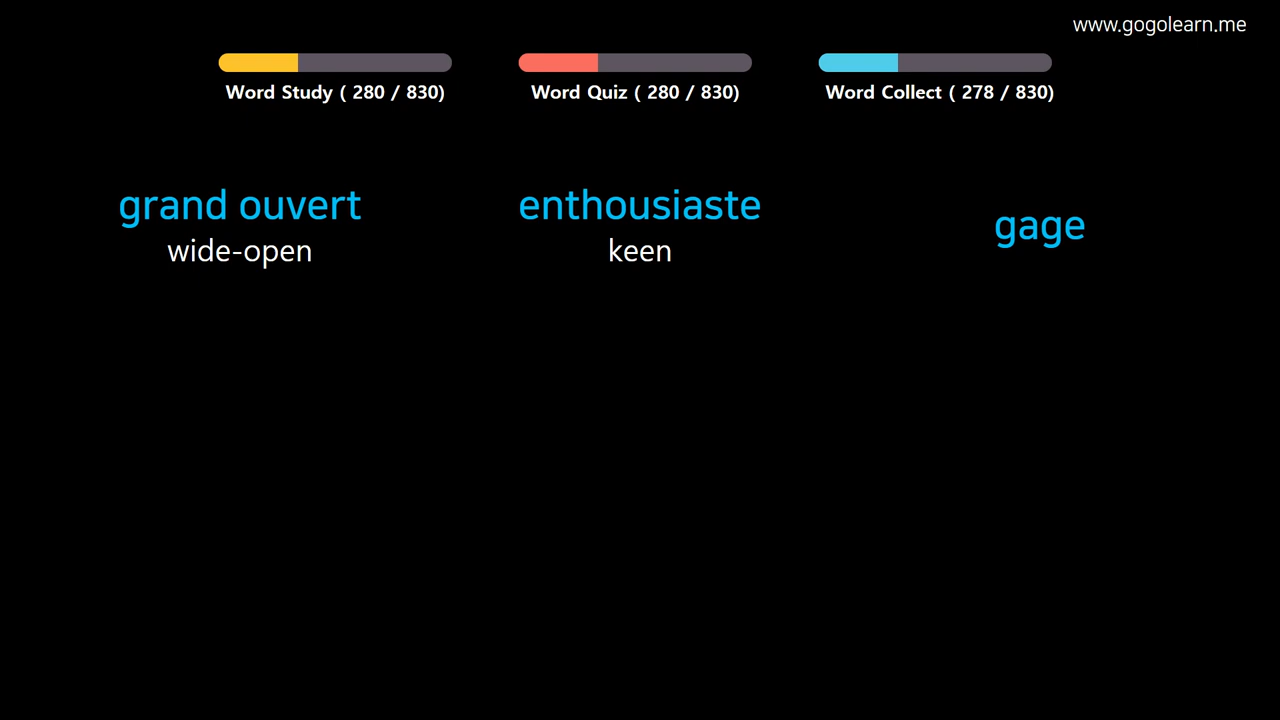 www.gogolearn.me
Word Study ( 280 / 830)
Word Quiz ( 280 / 830)
Word Collect ( 278 / 830)
grand ouvert
wide-open
enthousiaste
keen
gage